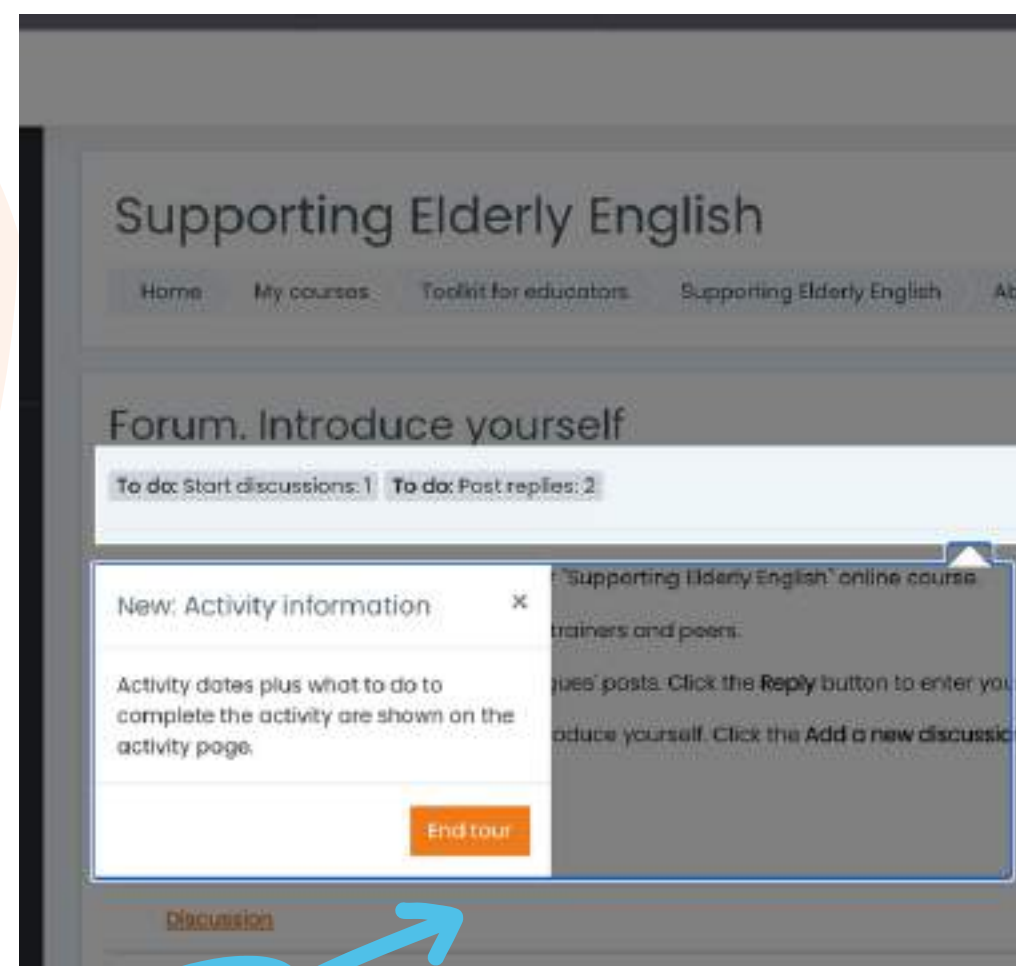 Supporting Elderly English
Home My courses Toolkit for educators Supporting Elderly English Ab
Forum. Introduce yourself
To do: Start discussions: 1 To do: Post replies: 2
"Supporting Elderly English" online course.
New: Activity information ×
trainers and peers.
Activity dates plus what to do to
complete the activity are shown on the
activity page.
posts. Click the Reply button to enter you
yourself. Click the Add a new discussio
End tour
Discussion